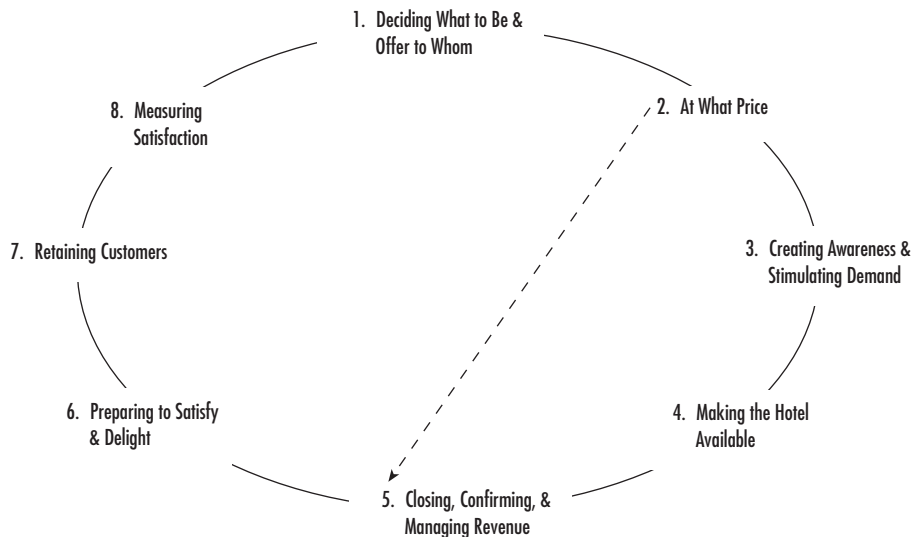 1. Deciding What to Be &
Offer to Whom
2. At What Price
3. Creating Awareness &
Stimulating Demand
4. Making the Hotel
Available
5. Closing, Confirming, &
Managing Revenue
6. Preparing to Satisfy
& Delight
7. Retaining Customers
8. Measuring
Satisfaction